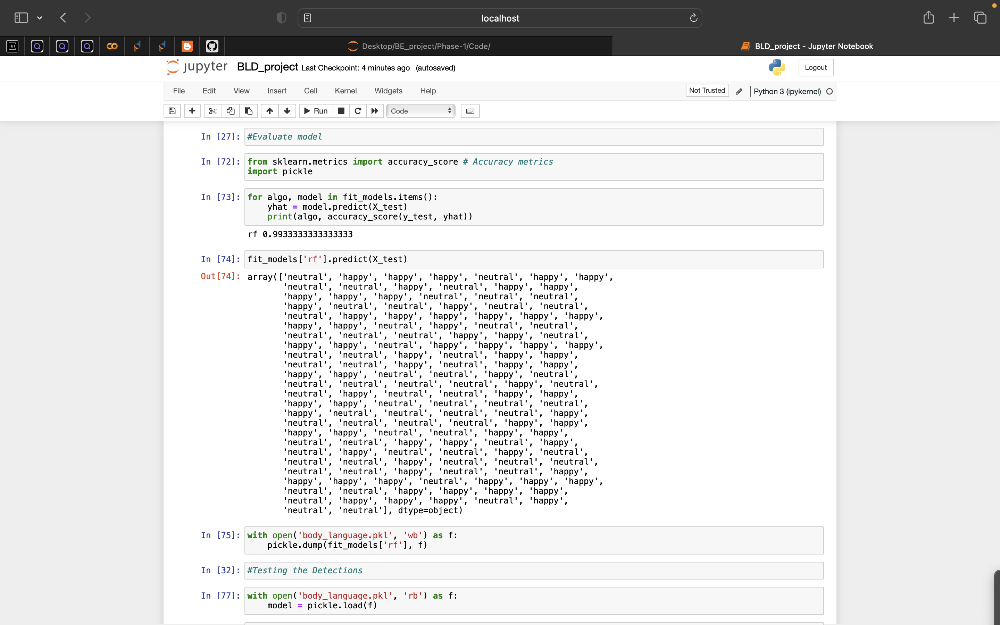 localhost
Desktop/BE_project/Phase-1/Code/
BLD_project - Jupyter Notebook
jupyter BLD_project Last Checkpoint: 4 minutes ago (autosaved)
Logout
File Edit View Insert Cell Kernel Widgets Help
Not Trusted
Python 3 (ipykernel)
Run
Code
In [27]: #Evaluate model
In [72]: from sklearn.metrics import accuracy_score # Accuracy metrics
import pickle
In [73]: for algo, model in fit_models.items():
    yhat = model.predict(X_test)
    print(algo, accuracy_score(y_test, yhat))
rf 0.9933333333333333
In [74]: fit_models['rf'].predict(X_test)
Out[74]: array(['neutral', 'happy', 'happy', 'happy', 'neutral', 'happy', 'happy',
'neutral', 'neutral', 'happy', 'neutral', 'happy', 'happy',
'happy', 'happy', 'happy', 'neutral', 'neutral', 'neutral',
'happy', 'neutral', 'neutral', 'happy', 'neutral', 'neutral',
'neutral', 'happy', 'happy', 'happy', 'happy', 'happy', 'happy',
'happy', 'happy', 'neutral', 'happy', 'neutral', 'neutral',
'neutral', 'neutral', 'neutral', 'happy', 'happy', 'neutral',
'happy', 'happy', 'neutral', 'happy', 'happy', 'happy', 'happy',
'neutral', 'neutral', 'happy', 'neutral', 'happy', 'happy',
'neutral', 'neutral', 'happy', 'neutral', 'happy', 'happy',
'happy', 'happy', 'neutral', 'neutral', 'happy', 'neutral',
'neutral', 'neutral', 'neutral', 'neutral', 'happy', 'neutral',
'neutral', 'happy', 'neutral', 'neutral', 'happy', 'happy',
'happy', 'happy', 'neutral', 'neutral', 'neutral', 'neutral',
'happy', 'neutral', 'neutral', 'neutral', 'neutral', 'happy',
'neutral', 'neutral', 'neutral', 'neutral', 'happy', 'happy',
'happy', 'happy', 'neutral', 'neutral', 'happy', 'happy',
'neutral', 'neutral', 'happy', 'happy', 'neutral', 'happy',
'neutral', 'happy', 'neutral', 'neutral', 'happy', 'neutral',
'neutral', 'neutral', 'happy', 'neutral', 'neutral', 'neutral',
'neutral', 'neutral', 'happy', 'neutral', 'neutral', 'happy',
'happy', 'happy', 'happy', 'neutral', 'happy', 'happy', 'happy',
'neutral', 'neutral', 'happy', 'happy', 'happy', 'happy',
'neutral', 'happy', 'happy', 'happy', 'neutral', 'happy',
'neutral', 'neutral'], dtype=object)
In [75]: with open('body_language.pkl', 'wb') as f:
    pickle.dump(fit_models['rf'], f)
In [32]: #Testing the Detections
In [77]: with open('body_language.pkl', 'rb') as f:
    model = pickle.load(f)